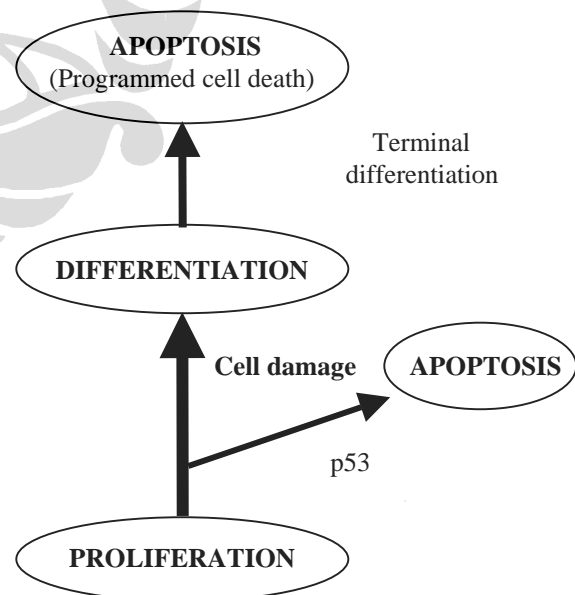 APOPTOSIS
(Programmed cell death)
Terminal
differentiation
DIFFERENTIATION
Cell damage
APOPTOSIS
p53
PROLIFERATION